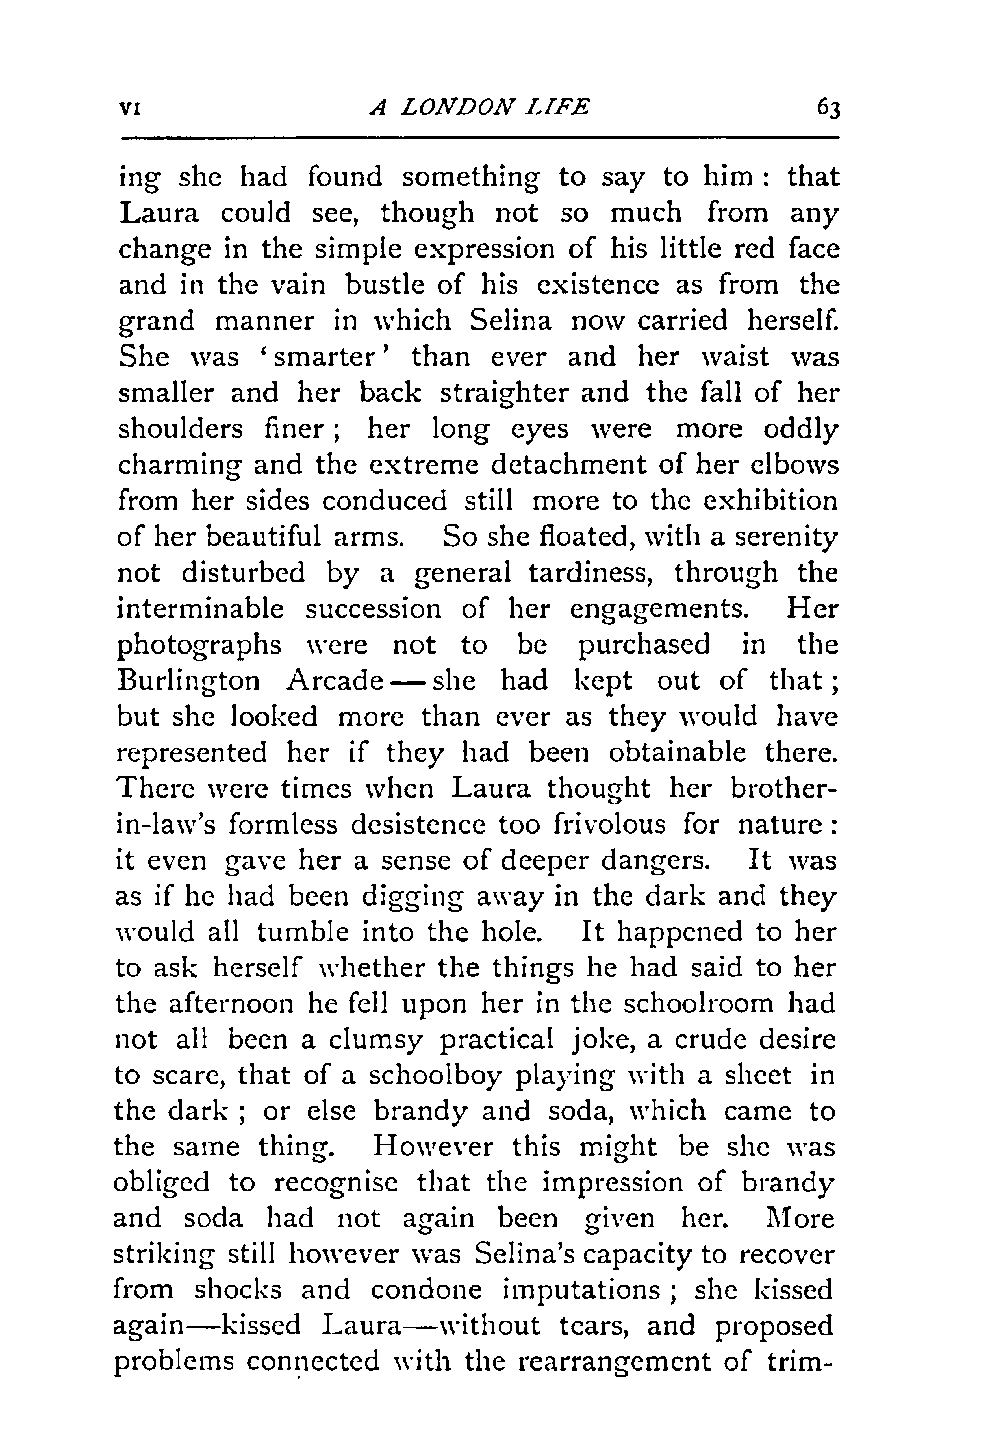 VI A LONDON LIFE 63
ing she had found something to say to him : that
Laura could see, though not so much from any
change in the simple expression of his little red face
and in the vain bustle of his existence as from the
grand manner in which Selina now carried herself.
She was ‘smarter’ than ever and her waist was
smaller and her back straighter and the fall of her
shoulders finer ; her long eyes were more oddly
charming and the extreme detachment of her elbows
from her sides conduced still more to the exhibition
of her beautiful arms. So she floated, with a serenity
not disturbed by a general tardiness, through the
interminable succession of her engagements. Her
photographs were not to be purchased in the
Burlington Arcade — she had kept out of that ;
but she looked more than ever as they would have
represented her if they had been obtainable there.
There were times when Laura thought her brother-
in-law’s formless desistence too frivolous for nature :
it even gave her a sense of deeper dangers. It was
as if he had been digging away in the dark and they
would all tumble into the hole. It happened to her
to ask herself whether the things he had said to her
the afternoon he fell upon her in the schoolroom had
not all been a clumsy practical joke, a crude desire
to scare, that of a schoolboy playing with a sheet in
the dark ; or else brandy and soda, which came to
the same thing. However this might be she was
obliged to recognise that the impression of brandy
and soda had not again been given her. More
striking still however was Selina’s capacity to recover
from shocks and condone imputations ; she kissed
again—kissed Laura—without tears, and proposed
problems connected with the rearrangement of trim-